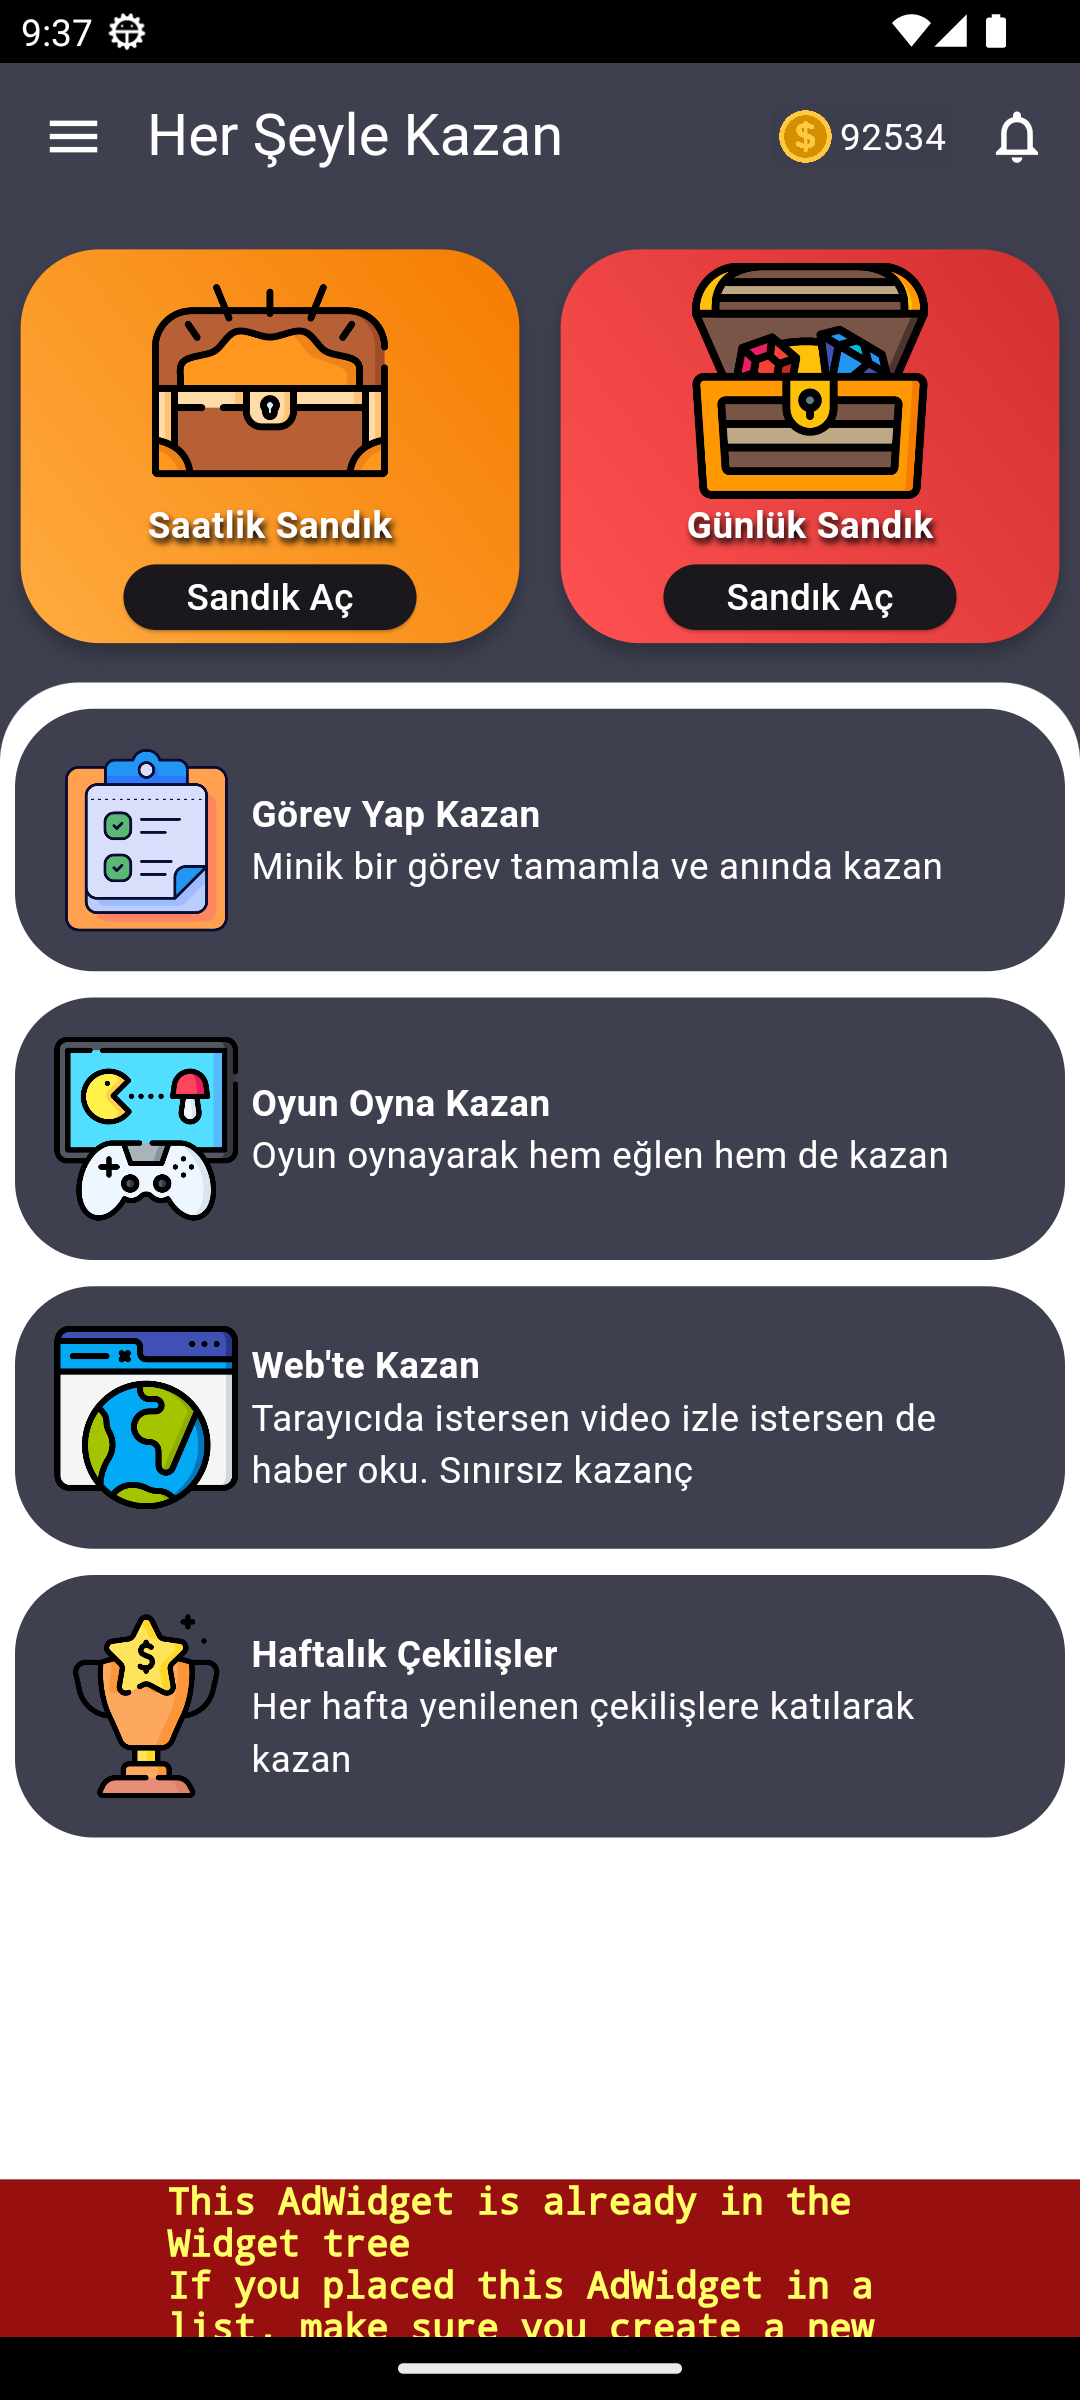 9:37
Her Şeyle Kazan
92534
Saatlik Sandık
Sandık Aç
Günlük Sandık
Sandık Aç
Görev Yap Kazan
Minik bir görev tamamla ve anında kazan
Oyun Oyna Kazan
Oyun oynayarak hem eğlen hem de kazan
Web'te Kazan
Tarayıcıda istersen video izle istersen de
haber oku. Sınırsız kazanç
Haftalık Çekilişler
Her hafta yenilenen çekilişlere katılarak
kazan
This AdWidget is already in the
Widget tree
If you placed this AdWidget in a
list, make sure you create a new